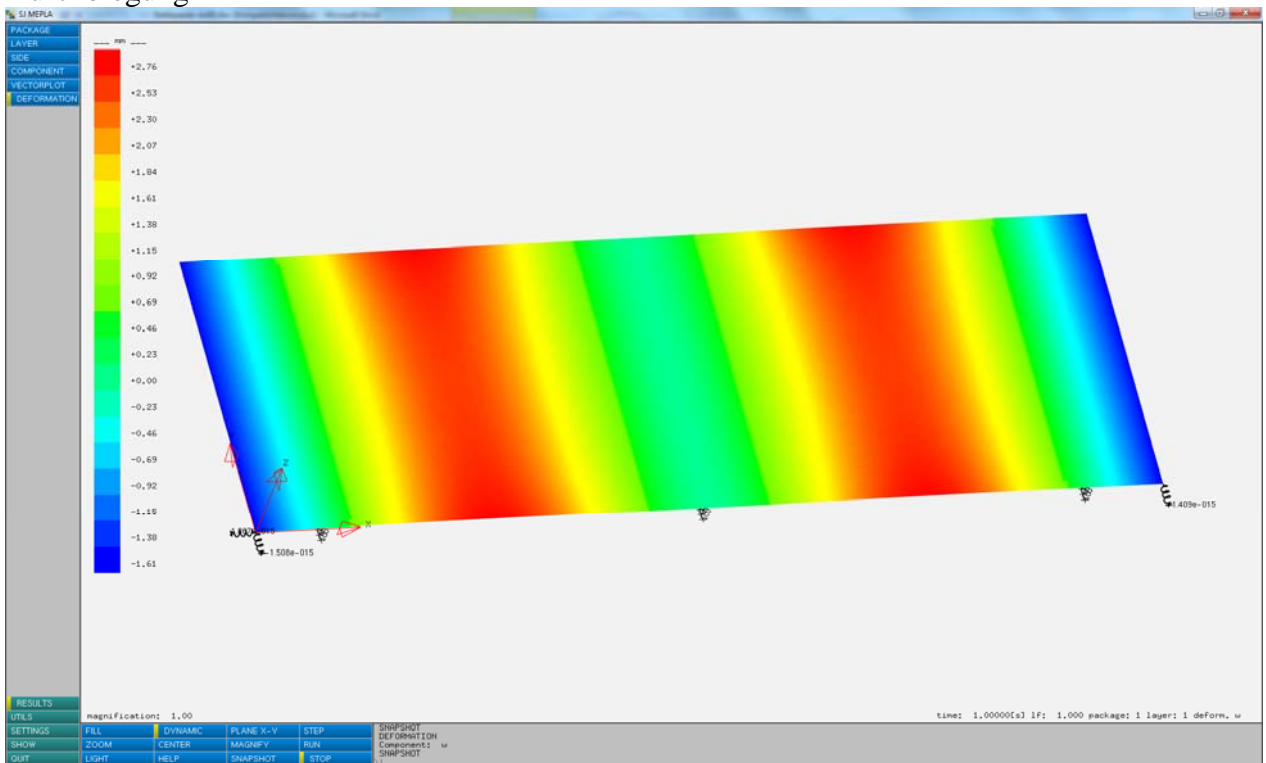 SJ MEPLA
PACKAGE
LAYER
SIDE
COMPONENT
VECTORPLOT
DEFORMATION
___ mm ___
+2.76
+2.53
+2.30
+2.07
+1.84
+1.61
+1.38
+1.15
+0.92
+0.69
+0.46
+0.23
+0.00
-0.23
-0.46
-0.69
-0.92
-1.15
-1.38
-1.61
Z
X
-1.508e-015
1.409e-015
magnification: 1.00
time: 1.00000[s] lf: 1.000 package: 1 layer: 1 deform. w
RESULTS
UTILS
SETTINGS
SHOW
QUIT
FILL DYNAMIC PLANE X-Y STEP
ZOOM CENTER MAGNIFY RUN
LIGHT HELP SNAPSHOT STOP
SNAPSHOT
DEFORMATION
Component: w
SNAPSHOT